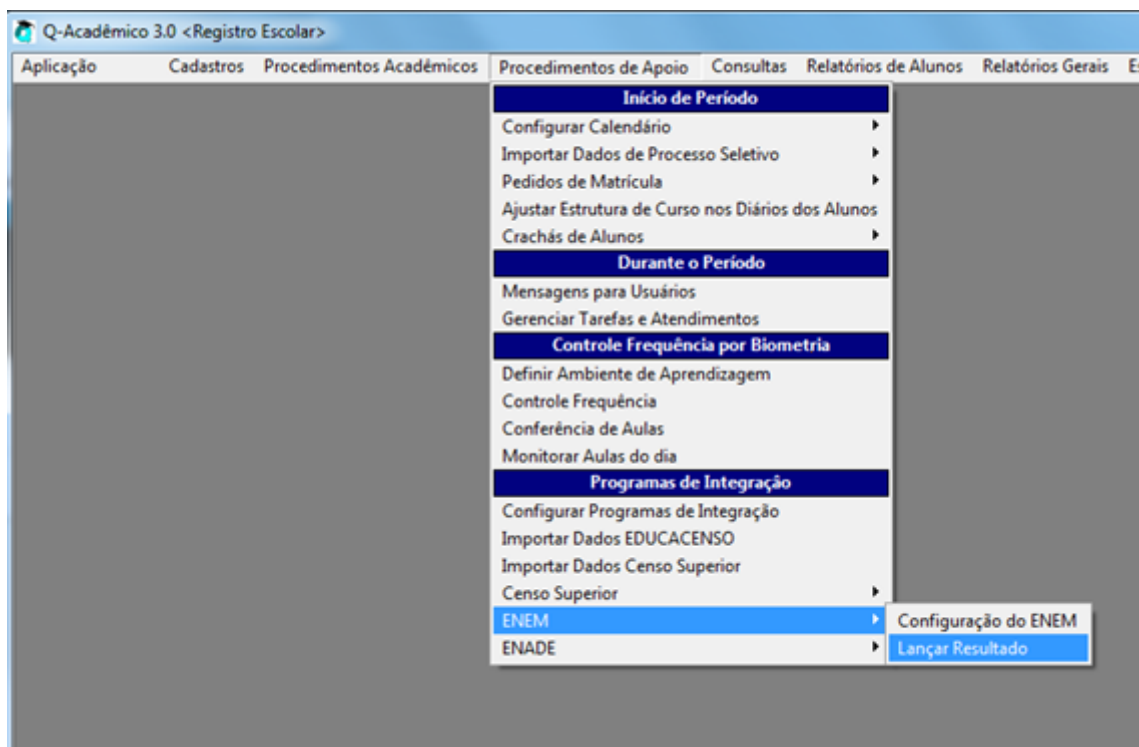 Q-Acadêmico 3.0 <Registro Escolar>
Aplicação Cadastros Procedimentos Acadêmicos Procedimentos de Apoio Consultas Relatórios de Alunos Relatórios Gerais
Início de Período
Configurar Calendário
Importar Dados de Processo Seletivo
Pedidos de Matrícula
Ajustar Estrutura de Curso nos Diários dos Alunos
Crachás de Alunos
Durante o Período
Mensagens para Usuários
Gerenciar Tarefas e Atendimentos
Controle Frequência por Biometria
Definir Ambiente de Aprendizagem
Controle Frequência
Conferência de Aulas
Monitorar Aulas do dia
Programas de Integração
Configurar Programas de Integração
Importar Dados EDUCACENSO
Importar Dados Censo Superior
Censo Superior
ENEM
Configuração do ENEM
ENADE
Lançar Resultado